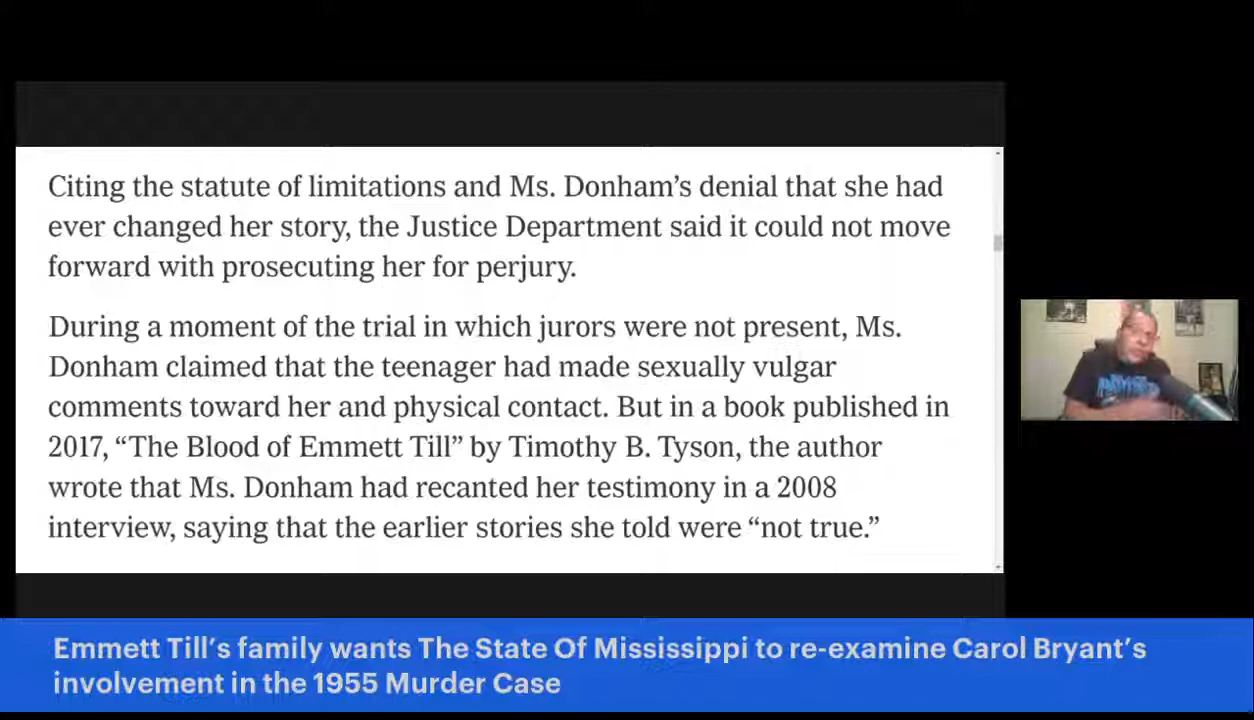 Citing the statute of limitations and Ms. Donham’s denial that she had
ever changed her story, the Justice Department said it could not move
forward with prosecuting her for perjury.
During a moment of the trial in which jurors were not present, Ms.
Donham claimed that the teenager had made sexually vulgar
comments toward her and physical contact. But in a book published in
2017, “The Blood of Emmett Till” by Timothy B. Tyson, the author
wrote that Ms. Donham had recanted her testimony in a 2008
interview, saying that the earlier stories she told were “not true.”
Emmett Till’s family wants The State Of Mississippi to re-examine Carol Bryant’s
involvement in the 1955 Murder Case